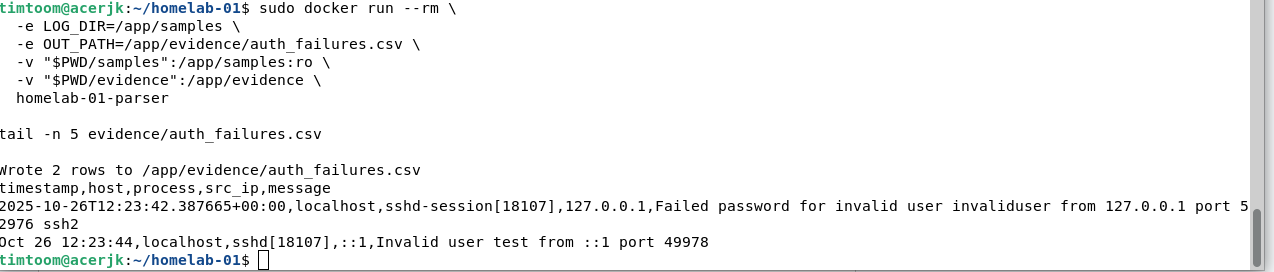 timtoom@acerjk:~/homelab-01$ sudo docker run --rm \
  -e LOG_DIR=/app/samples \
  -e OUT_PATH=/app/evidence/auth_failures.csv \
  -v "$PWD/samples":/app/samples:ro \
  -v "$PWD/evidence":/app/evidence \
  homelab-01-parser
tail -n 5 evidence/auth_failures.csv
Wrote 2 rows to /app/evidence/auth_failures.csv
timestamp,host,process,src_ip,message
2025-10-26T12:23:42.387665+00:00,localhost,sshd-session[18107],127.0.0.1,Failed password for invalid user invaliduser from 127.0.0.1 port 5
2976 ssh2
Oct 26 12:23:44,localhost,sshd[18107],::1,Invalid user test from ::1 port 49978
timtoom@acerjk:~/homelab-01$